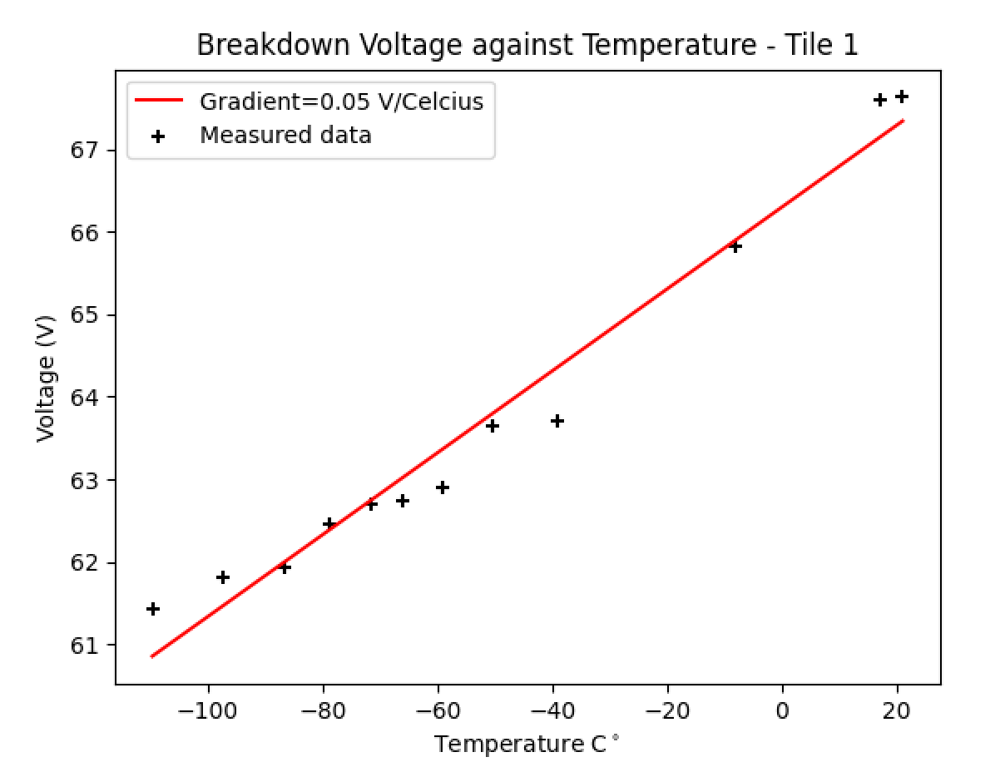 Breakdown Voltage against Temperature - Tile 1
Gradient=0.05 V/Celcius
Measured data
67
66
65
64
63
62
61
Voltage (V)
−100 −80 −60 −40 −20 0 20
Temperature C°